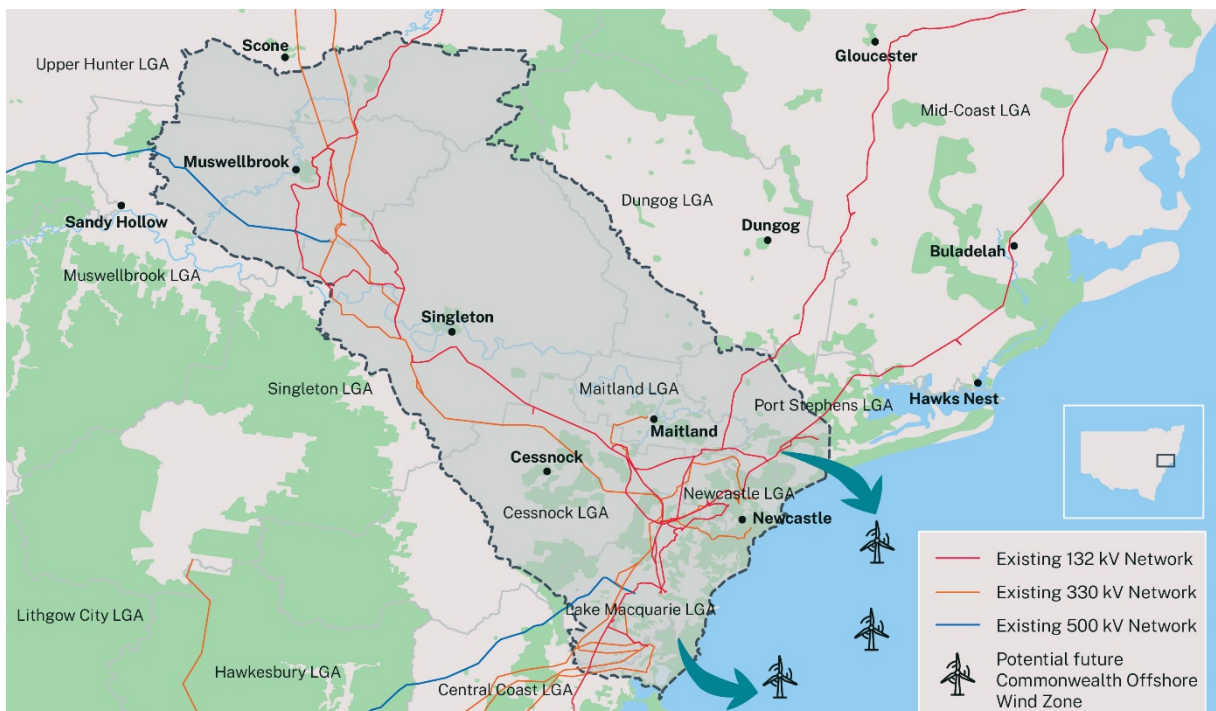 Scone
Gloucester
Upper Hunter LGA
Mid-Coast LGA
Muswellbrook
Sandy Hollow
Dungog LGA
Dungog
Buladelah
Muswellbrook LGA
Singleton
Singleton LGA
Maitland LGA
Port Stephens LGA
Hawks Nest
Maitland
Cessnock
Newcastle LGA
Cessnock LGA
Newcastle
Lake Macquarie LGA
Lithgow City LGA
Hawkesbury LGA
Central Coast LGA
Existing 132 kV Network
Existing 330 kV Network
Existing 500 kV Network
Potential future
Commonwealth Offshore
Wind Zone